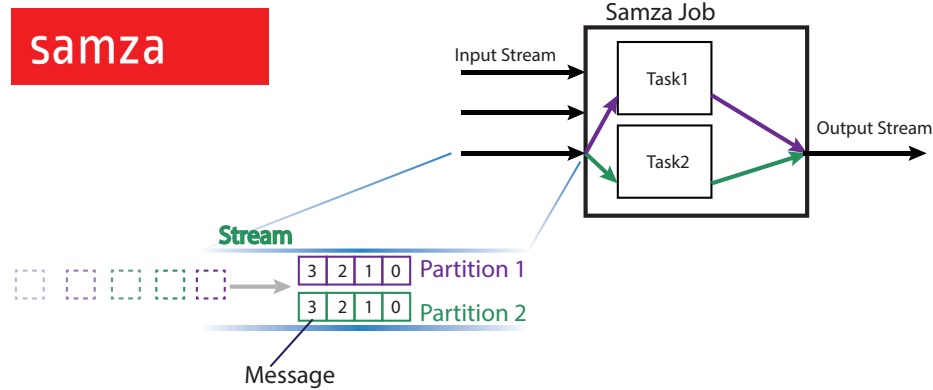 samza
Samza Job
Input Stream
Task1
Output Stream
Task2
Stream
3 2 1 0 Partition 1
3 2 1 0 Partition 2
Message